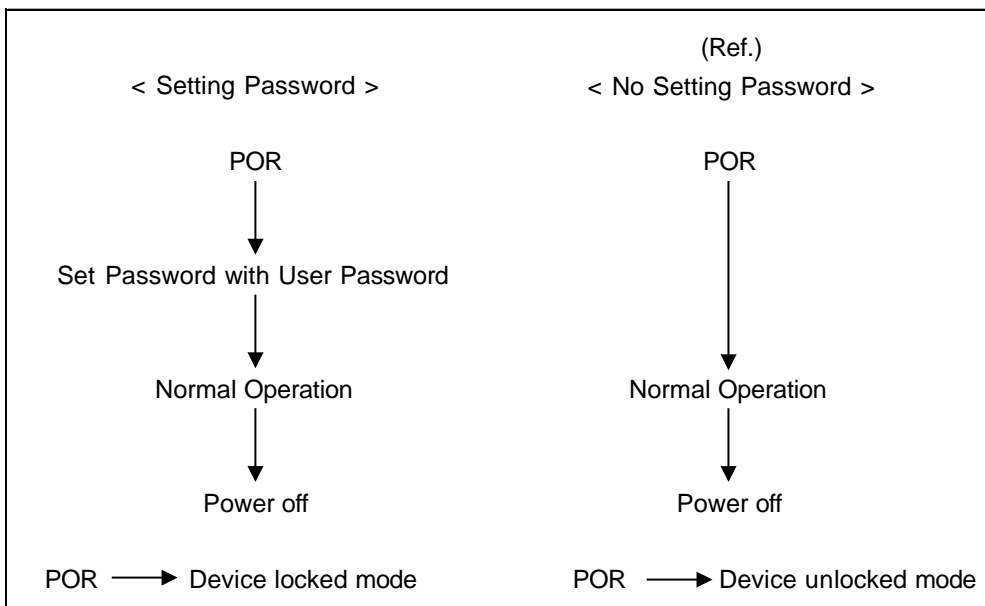 < Setting Password >
POR
Set Password with User Password
Normal Operation
Power off
POR Device locked mode
(Ref.)
< No Setting Password >
POR
Normal Operation
Power off
POR Device unlocked mode